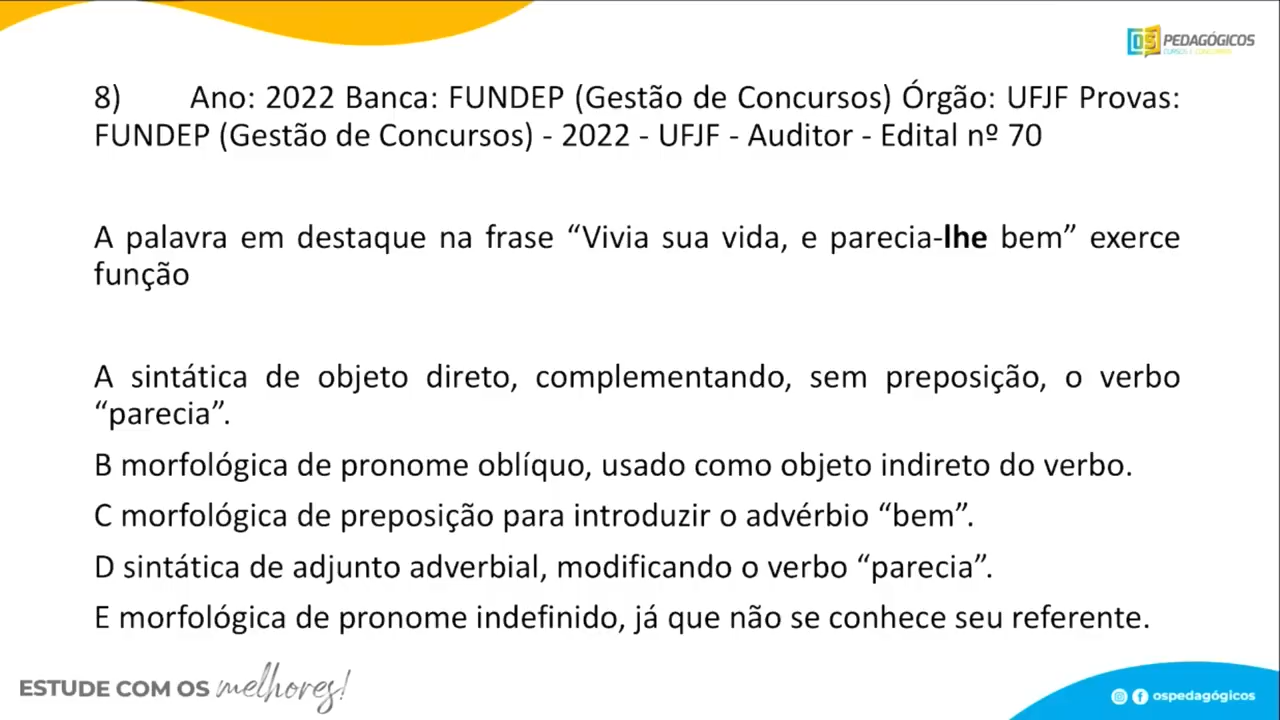 OS PEDAGÓGICOS
CURSOS E CONCURSOS
8) Ano: 2022 Banca: FUNDEP (Gestão de Concursos) Órgão: UFJF Provas:
FUNDEP (Gestão de Concursos) - 2022 - UFJF - Auditor - Edital nº 70
A palavra em destaque na frase “Vivia sua vida, e parecia-lhe bem” exerce
função
A sintática de objeto direto, complementando, sem preposição, o verbo
“parecia”.
B morfológica de pronome oblíquo, usado como objeto indireto do verbo.
C morfológica de preposição para introduzir o advérbio “bem”.
D sintática de adjunto adverbial, modificando o verbo “parecia”.
E morfológica de pronome indefinido, já que não se conhece seu referente.
ESTUDE COM OS melhores!
ospedagógicos